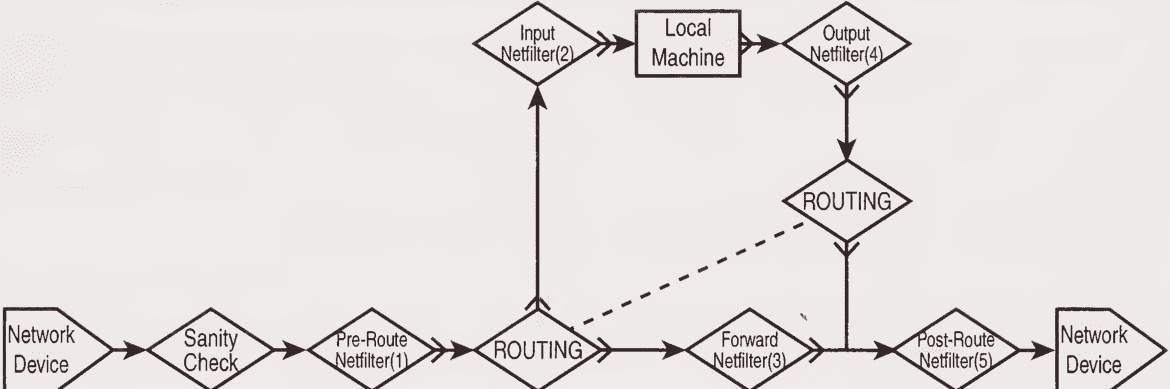 Input
Netfilter(2)
Local
Machine
Output
Netfilter(4)
ROUTING
Network
Device
Sanity
Check
Pre-Route
Netfilter(1)
ROUTING
Forward
Netfilter(3)
Post-Route
Netfilter(5)
Network
Device